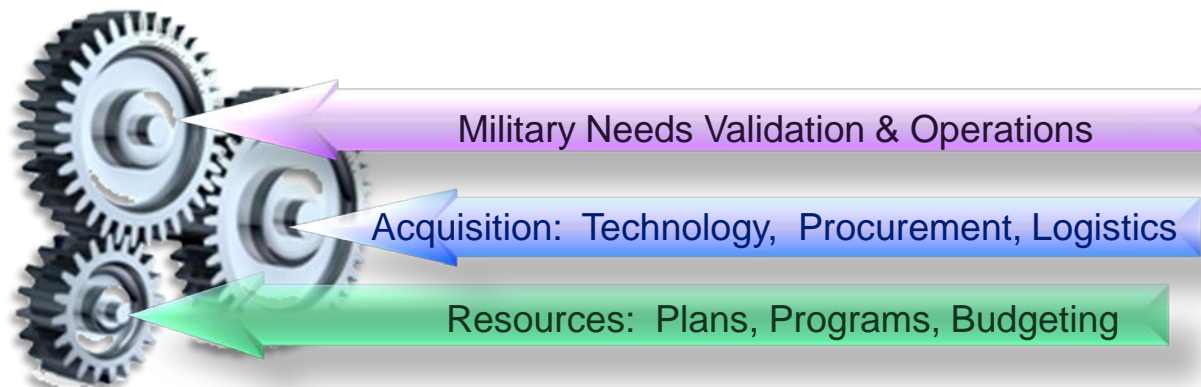 Military Needs Validation & Operations
Acquisition:  Technology,  Procurement, Logistics
Resources:  Plans, Programs, Budgeting